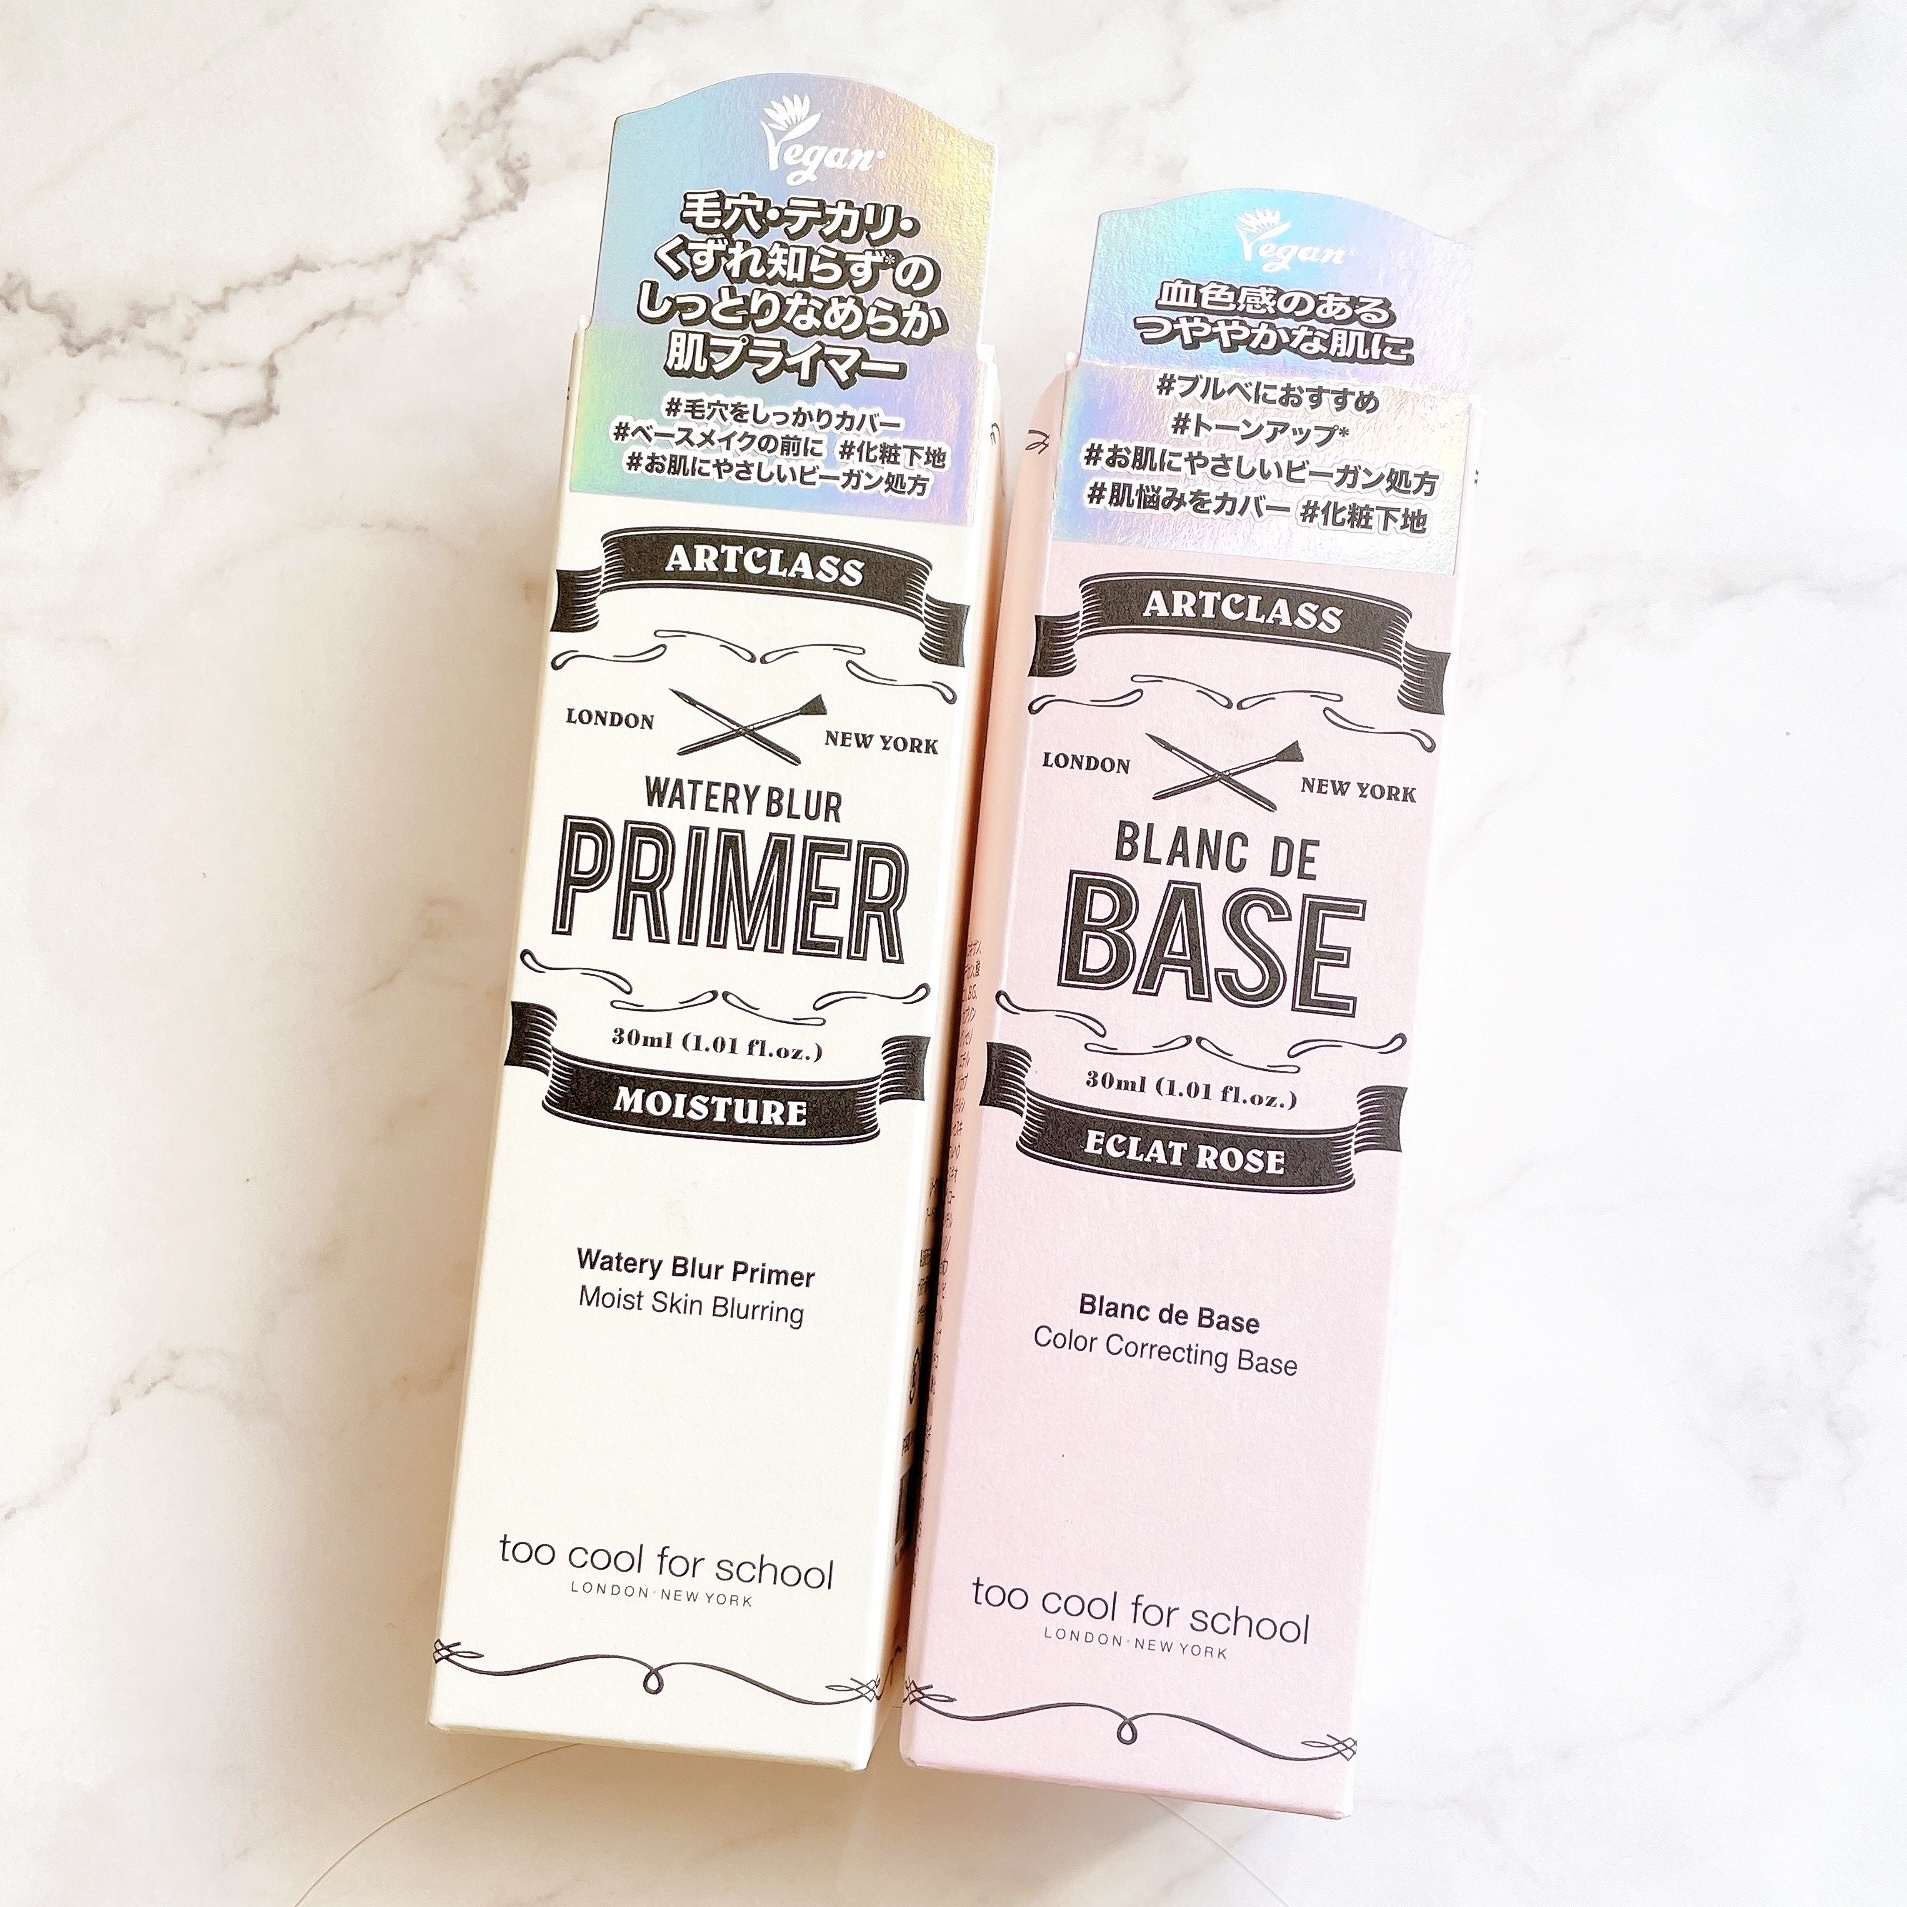 Vegan
毛穴・テカリ・
くずれ知らず*の
しっとりなめらか
肌プライマー
#毛穴をしっかりカバー
#ベースメイクの前に #化粧下地
#お肌にやさしいビーガン処方
ARTCLASS
LONDON
NEW YORK
WATERY BLUR
PRIMER
30ml (1.01 fl.oz.)
MOISTURE
Watery Blur Primer
Moist Skin Blurring
too cool for school
LONDON·NEW YORK
Vegan
血色感のある
つややかな肌に
#ブルベにおすすめ
#トーンアップ*
#お肌にやさしいビーガン処方
#肌悩みをカバー #化粧下地
ARTCLASS
LONDON
NEW YORK
BLANC DE
BASE
30ml (1.01 fl.oz.)
ECLAT ROSE
Blanc de Base
Color Correcting Base
too cool for school
LONDON·NEW YORK